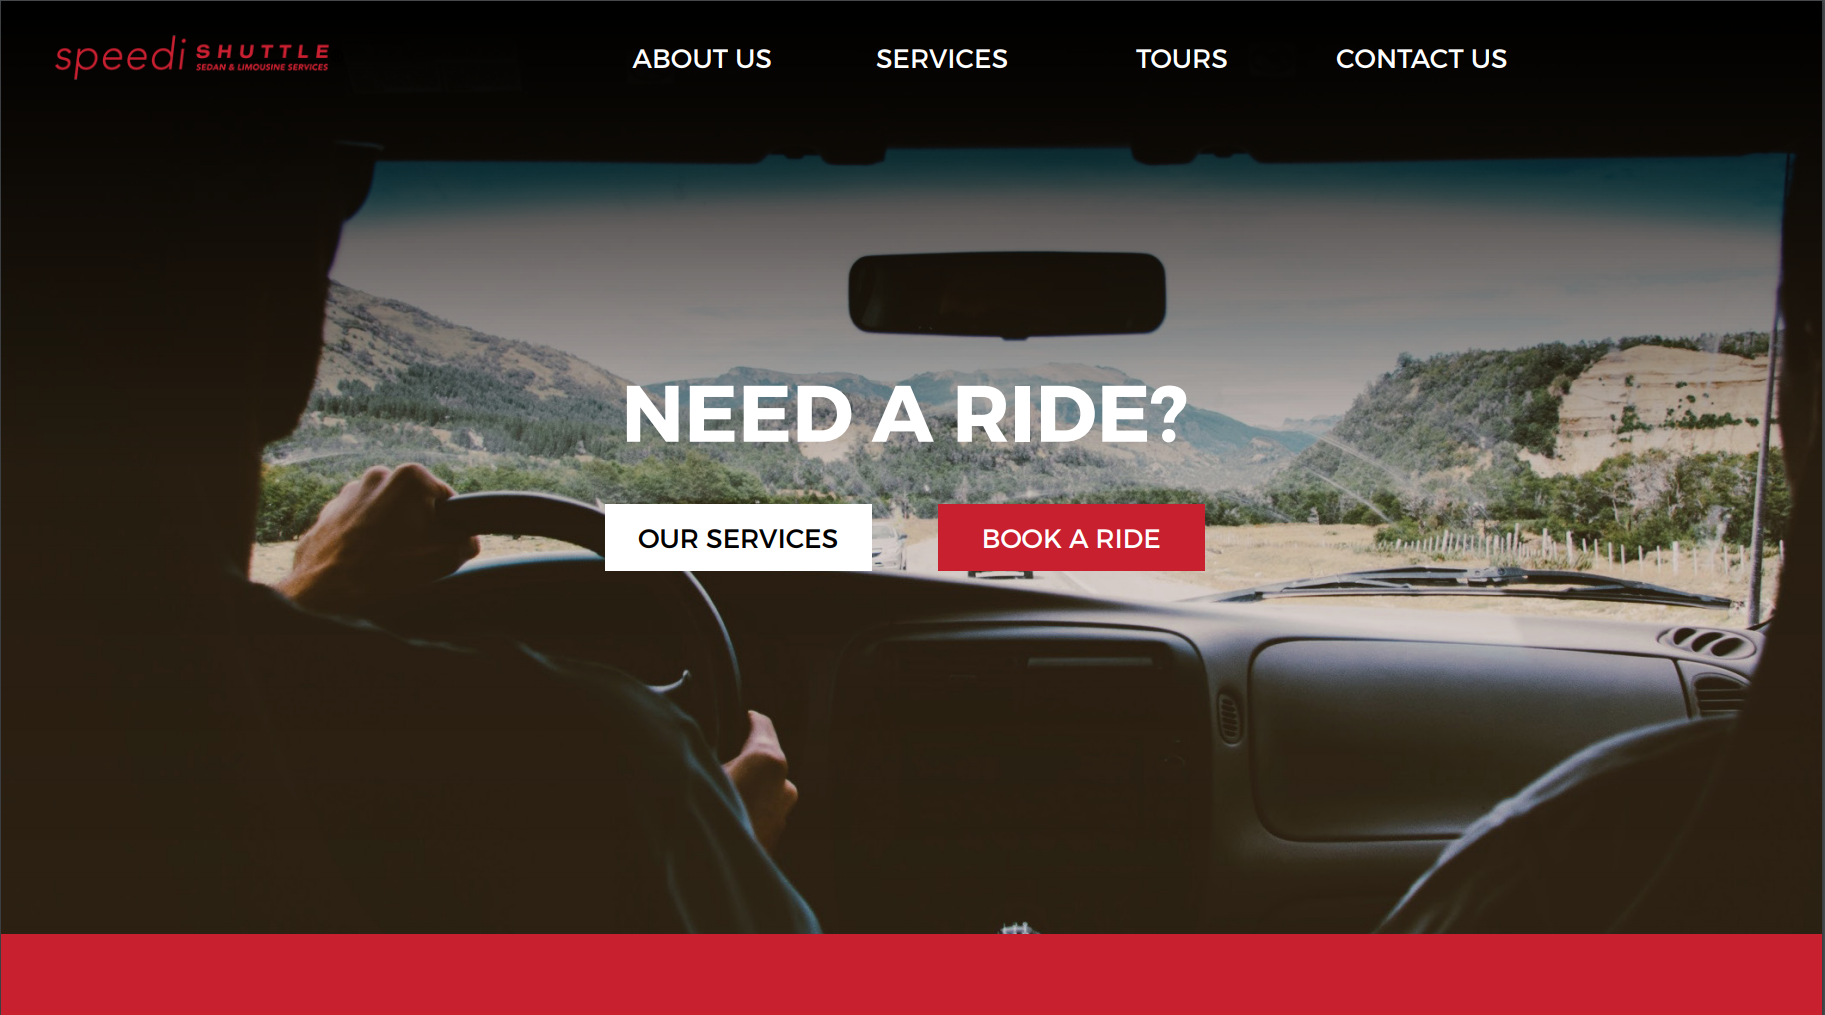 speedi SHUTTLE
SEDAN & LIMOUSINE SERVICES
ABOUT US
SERVICES
TOURS
CONTACT US
NEED A RIDE?
OUR SERVICES
BOOK A RIDE